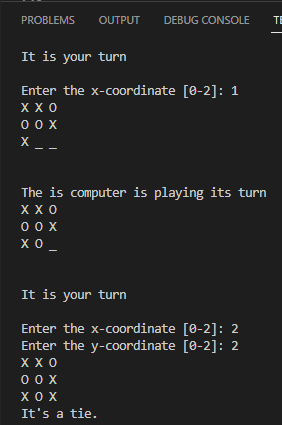 PROBLEMS OUTPUT DEBUG CONSOLE
It is your turn
Enter the x-coordinate [0-2]: 1
X X O
O O X
X _ _
The is computer is playing its turn
X X O
O O X
X O _
It is your turn
Enter the x-coordinate [0-2]: 2
Enter the y-coordinate [0-2]: 2
X X O
O O X
X O X
It's a tie.